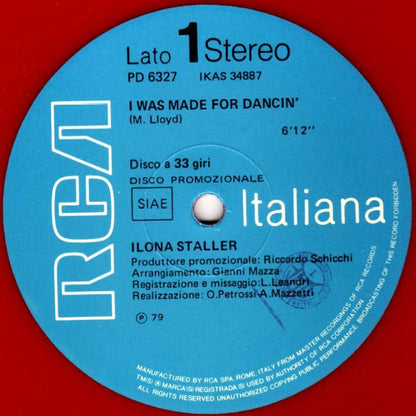 Lato 1 Stereo
PD 6327 IKAS 34887
I WAS MADE FOR DANCIN'
(M. Lloyd)
6'12''
Disco a 33 giri
DISCO PROMOZIONALE
SIAE
RCA
Italiana
ILONA STALLER
Produttore promozionale: Riccardo Schicchi
Arrangiamento: Gianni Mazza
Registrazione e missaggio: L. Leandri
Realizzazione: O. Petrossi-A. Mazzetti
Ⓟ 79
MANUFACTURED BY RCA SPA, ROME, ITALY FROM MASTER RECORDINGS OF RCA RECORDS
TM(S) ® MARCA(S) REGISTRADA(S) USED BY AUTHORITY OF RCA CORPORATION
ALL RIGHTS RESERVED UNAUTHORIZED COPYING PUBLIC PERFORMANCE BROADCASTING OF THIS RECORD FORBIDDEN